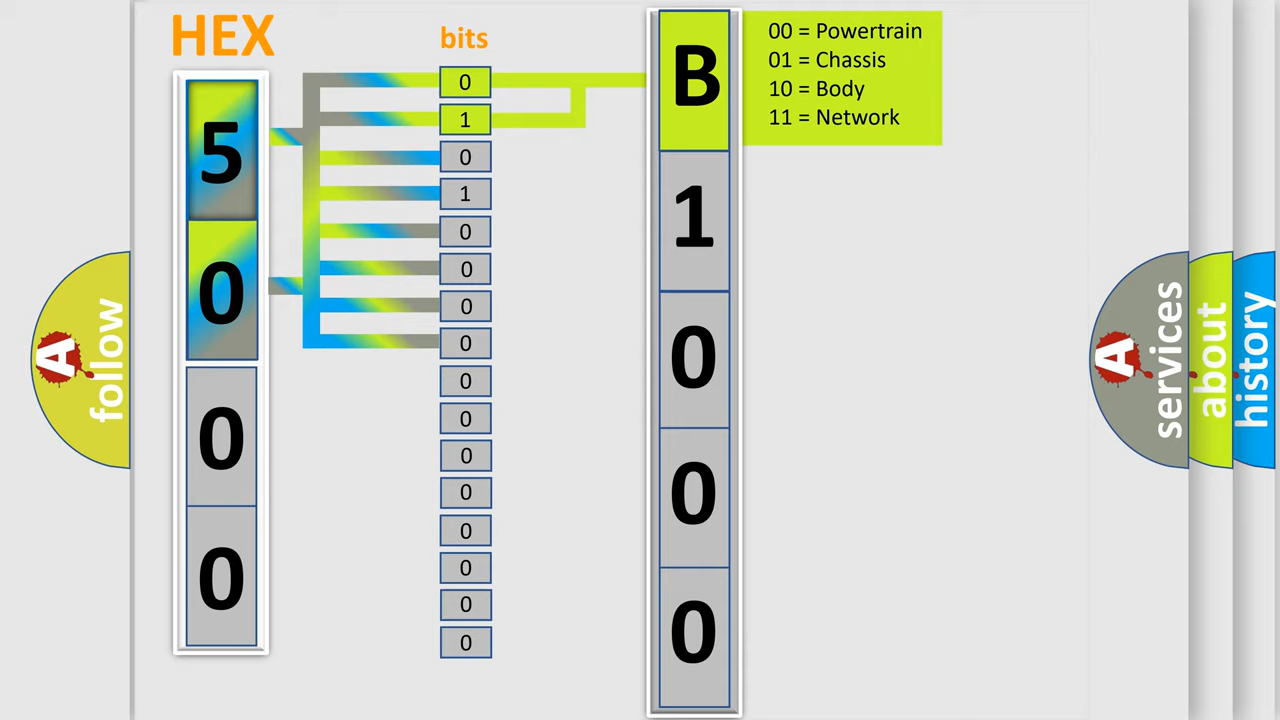 HEX
bits
5
0
0
0
0
1
0
1
0
0
0
0
0
0
0
0
0
0
0
0
B
1
0
0
0
00 = Powertrain
01 = Chassis
10 = Body
11 = Network
A
follow
A
services
about
history